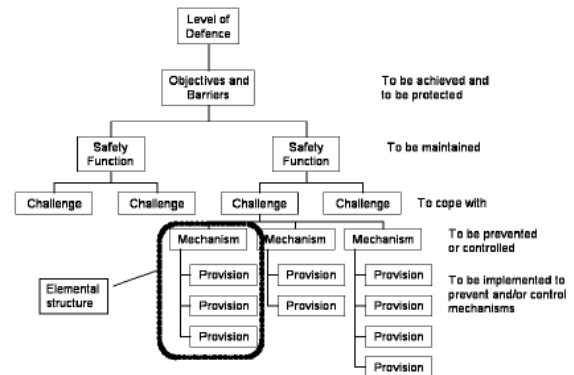 Level of
Defence
Objectives and
Barriers
To be achieved and
to be protected
Safety
Function
Safety
Function
To be maintained
Challenge
Challenge
Challenge
Challenge
To cope with
Mechanism
Mechanism
Mechanism
To be prevented
or controlled
Elemental
structure
Provision
Provision
Provision
To be implemented to
prevent and/or control
mechanisms
Provision
Provision
Provision
Provision
Provision
Provision